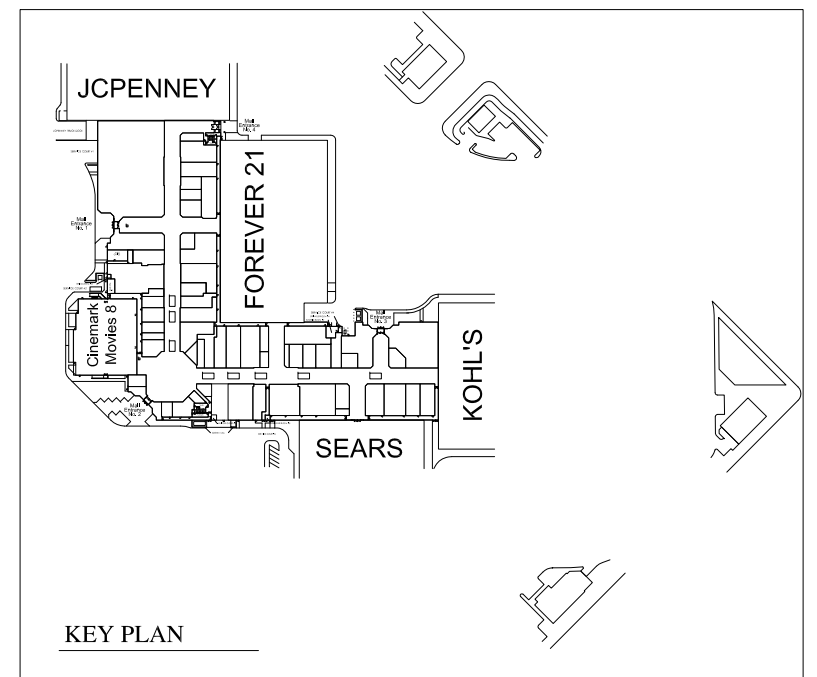 JCPENNEY
Mall
Entrance
No. 4
FOREVER 21
Mall
Entrance
No. 1
Cinemark
Movies 8
Mall
Entrance
No. 3
KOHL'S
Mall
Entrance
No. 2
SEARS
KEY PLAN